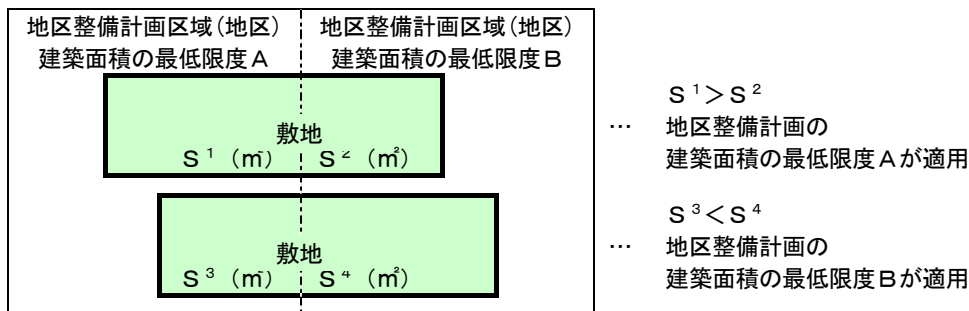 地区整備計画区域(地区)
建築面積の最低限度A
地区整備計画区域(地区)
建築面積の最低限度B
敷地
S¹(㎡) S²(㎡)
S¹>S²
… 地区整備計画の
建築面積の最低限度Aが適用
敷地
S³(㎡) S⁴(㎡)
S³<S⁴
… 地区整備計画の
建築面積の最低限度Bが適用